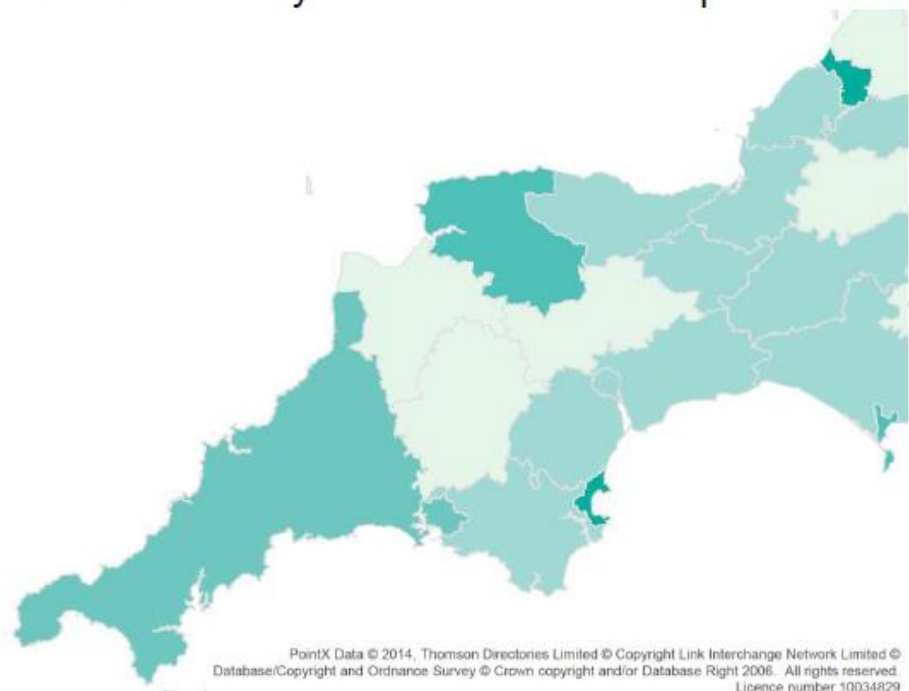 PointX Data © 2014, Thomson Directories Limited © Copyright Link Interchange Network Limited ©
Database/Copyright and Ordnance Survey © Crown copyright and/or Database Right 2006. All rights reserved.
Licence number 10034829